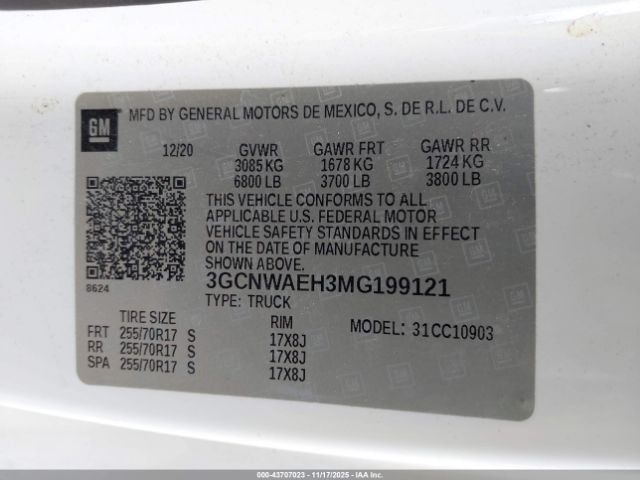 GM
MFD BY GENERAL MOTORS DE MEXICO, S. DE R.L. DE C.V.
12/20 GVWR GAWR FRT GAWR RR
3085 KG 1678 KG 1724 KG
6800 LB 3700 LB 3800 LB
THIS VEHICLE CONFORMS TO ALL
APPLICABLE U.S. FEDERAL MOTOR
VEHICLE SAFETY STANDARDS IN EFFECT
ON THE DATE OF MANUFACTURE
SHOWN ABOVE.
8624
3GCNWAEH3MG199121
TYPE: TRUCK
TIRE SIZE RIM MODEL: 31CC10903
FRT 255/70R17 S 17X8J
RR 255/70R17 S 17X8J
SPA 255/70R17 S 17X8J
000-43707023 — 11/17/2025 — IAAI.COM